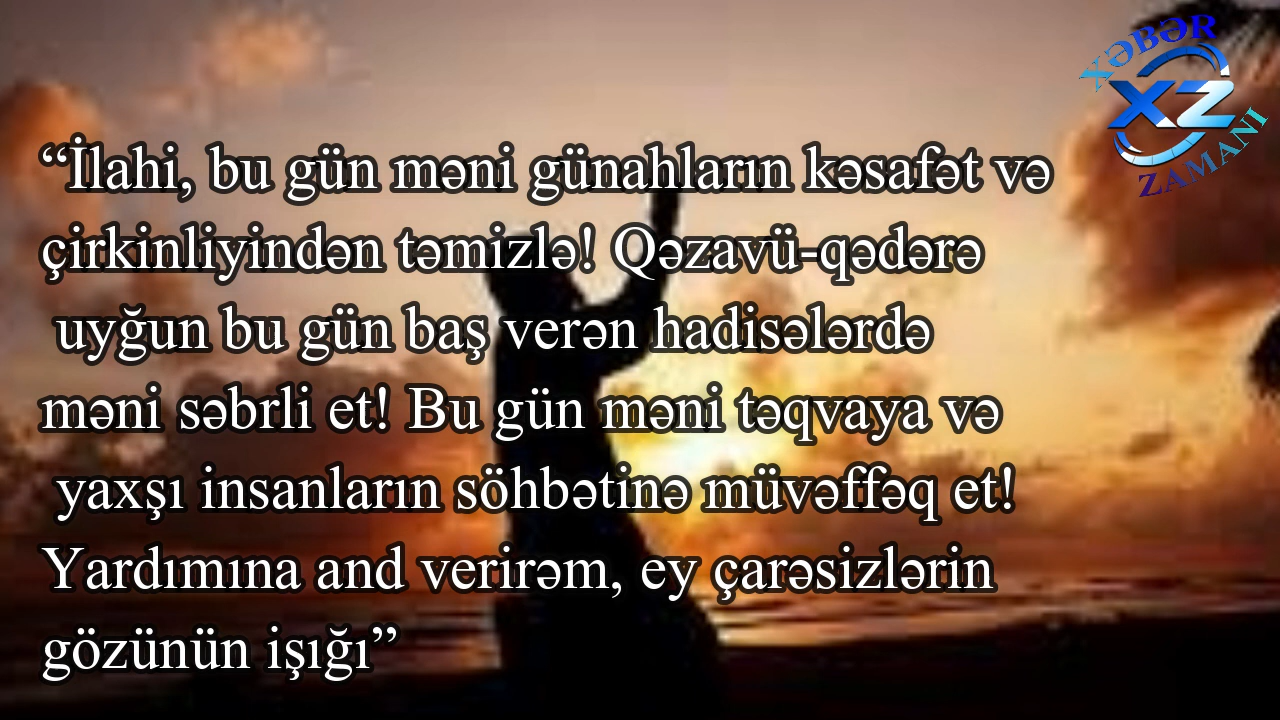 XƏBƏR
XZ
ZAMANI
“İlahi, bu gün məni günahların kəsafət və
çirkinliyindən təmizlə! Qəzavü-qədərə
uyğun bu gün baş verən hadisələrdə
məni səbrli et! Bu gün məni təqvaya və
yaxşı insanların söhbətinə müvəffəq et!
Yardımına and verirəm, ey çarəsizlərin
gözünün işığı”